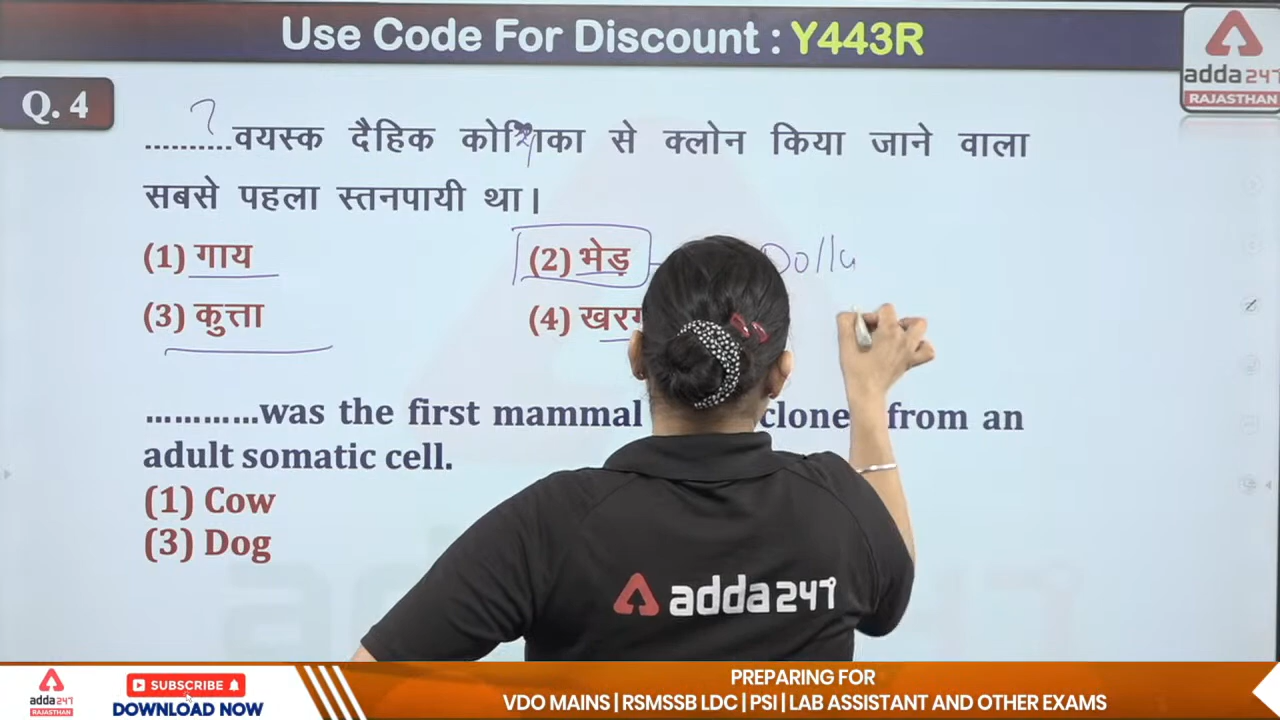 Use Code For Discount : Y443R
adda247
RAJASTHAN
Q. 4
?
..........वयस्क दैहिक कोशिका से क्लोन किया जाने वाला
सबसे पहला स्तनपायी था।
(1) गाय (2) भेड़ Dolly
(3) कुत्ता (4)
............was the first mammal from an
adult somatic cell.
(1) Cow
(3) Dog
adda247
adda247
RAJASTHAN
SUBSCRIBE
DOWNLOAD NOW
PREPARING FOR
VDO MAINS | RSMSSB LDC | PSI | LAB ASSISTANT AND OTHER EXAMS